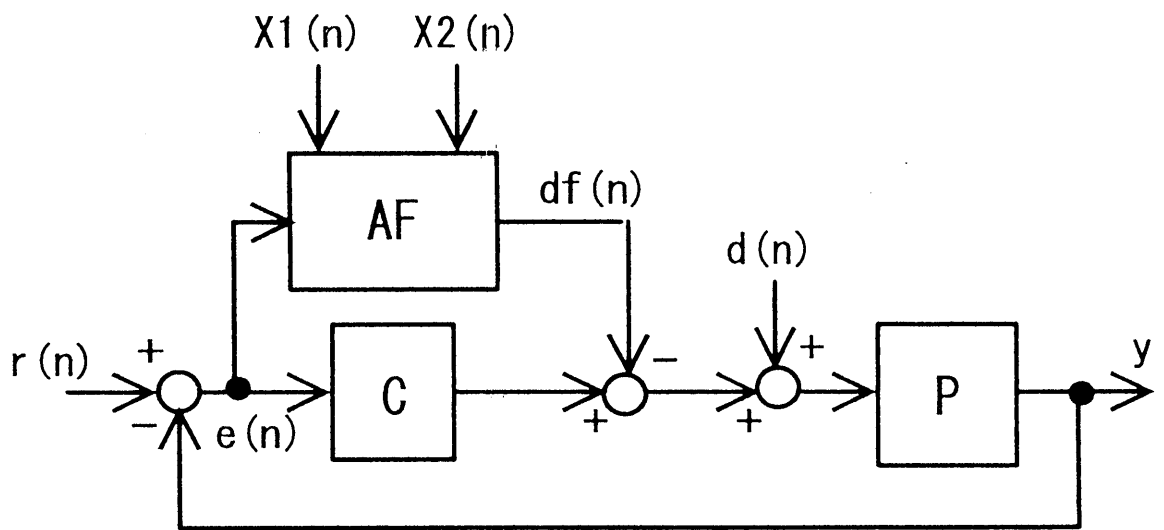 X1(n) X2(n)
AF
df(n)
d(n)
r(n) + - + y
C
P
- e(n) + +